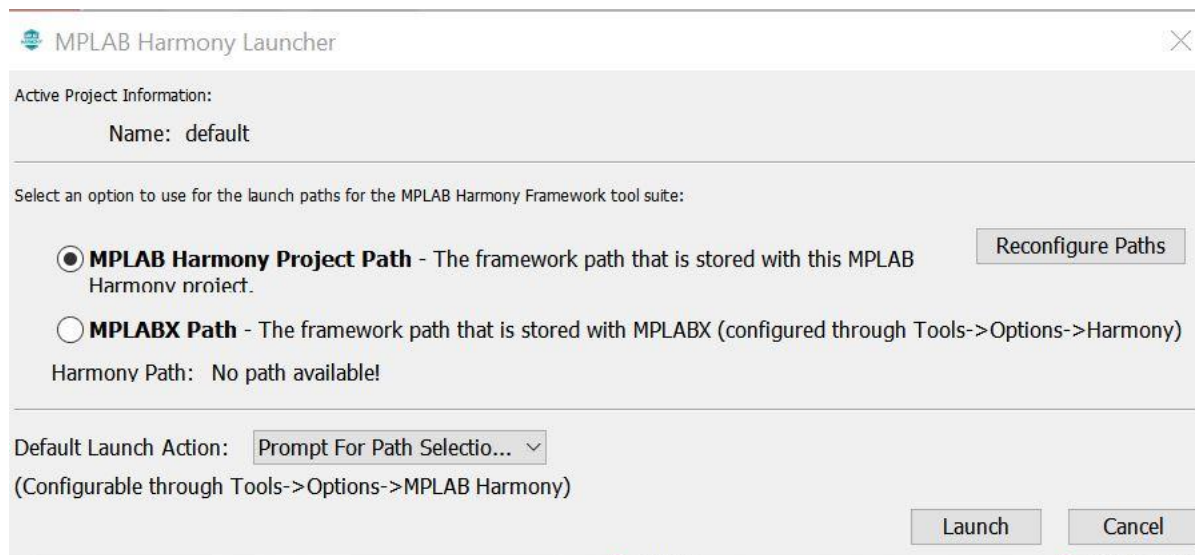 MPLAB Harmony Launcher
Active Project Information:
Name: default
Select an option to use for the launch paths for the MPLAB Harmony Framework tool suite:
Reconfigure Paths
MPLAB Harmony Project Path - The framework path that is stored with this MPLAB
Harmony project.
MPLABX Path - The framework path that is stored with MPLABX (configured through Tools->Options->Harmony)
Harmony Path: No path available!
Default Launch Action: Prompt For Path Selectio...
(Configurable through Tools->Options->MPLAB Harmony)
Launch Cancel